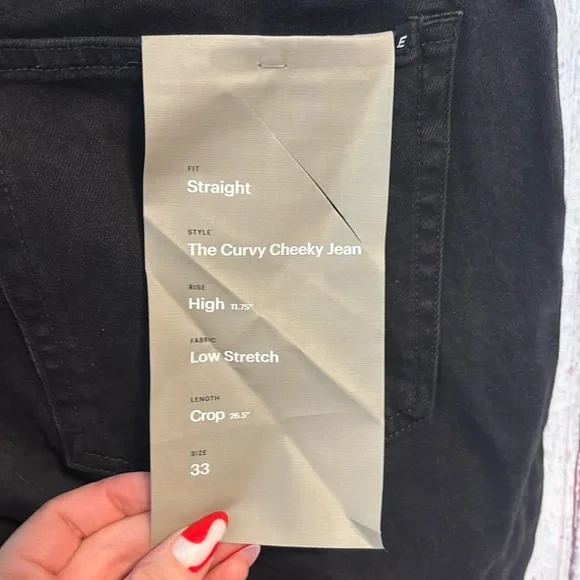 E
FIT
Straight
STYLE
The Curvy Cheeky Jean
RISE
High 11.75"
FABRIC
Low Stretch
LENGTH
Crop 26.5"
SIZE
33